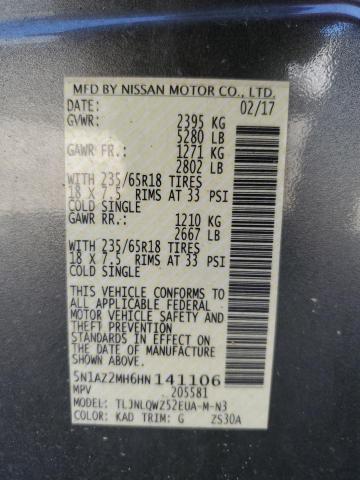 MFD BY NISSAN MOTOR CO., LTD.
DATE: 02/17
GVWR: 2395 KG
5280 LB
GAWR FR: 1271 KG
2802 LB
WITH 235/65R18 TIRES
18 X 7.5 RIMS AT 33 PSI
COLD SINGLE
GAWR RR: 1210 KG
2667 LB
WITH 235/65R18 TIRES
18 X 7.5 RIMS AT 33 PSI
COLD SINGLE
THIS VEHICLE CONFORMS TO
ALL APPLICABLE FEDERAL
MOTOR VEHICLE SAFETY AND
THEFT PREVENTION
STANDARDS IN EFFECT ON
THE DATE OF MANUFACTURE
SHOWN ABOVE.
5N1AZ2MH6HN141106
205581
MODEL: TLJNLQWZ52EUA-M-N3
COLOR: KAD TRIM: G ZS30A